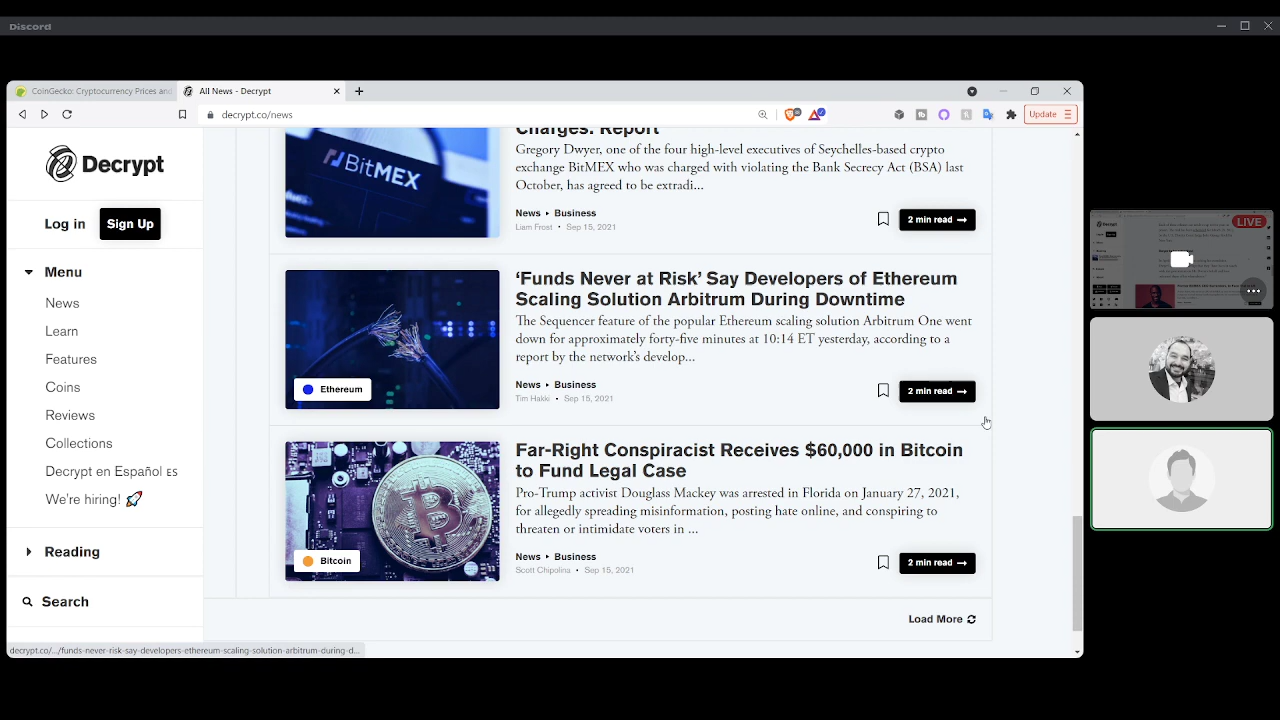 Discord
CoinGecko: Cryptocurrency Prices and
All News - Decrypt
decrypt.co/news
Update
Decrypt
Log in
Sign Up
Menu
News
Learn
Features
Coins
Reviews
Collections
Decrypt en Español ES
We're hiring! 🚀
Reading
Search
BitMEX
Charges: Report
Gregory Dwyer, one of the four high-level executives of Seychelles-based crypto
exchange BitMEX who was charged with violating the Bank Secrecy Act (BSA) last
October, has agreed to be extradi...
News ▸ Business
Liam Frost • Sep 15, 2021
2 min read →
Ethereum
‘Funds Never at Risk’ Say Developers of Ethereum
Scaling Solution Arbitrum During Downtime
The Sequencer feature of the popular Ethereum scaling solution Arbitrum One went
down for approximately forty-five minutes at 10:14 ET yesterday, according to a
report by the network's develop...
News ▸ Business
Tim Hakki • Sep 15, 2021
2 min read →
Bitcoin
Far-Right Conspiracist Receives $60,000 in Bitcoin
to Fund Legal Case
Pro-Trump activist Douglass Mackey was arrested in Florida on January 27, 2021,
for allegedly spreading misinformation, posting hate online, and conspiring to
threaten or intimidate voters in ...
News ▸ Business
Scott Chipolina • Sep 15, 2021
2 min read →
Load More
decrypt.co/.../funds-never-risk-say-developers-ethereum-scaling-solution-arbitrum-during-d...
LIVE